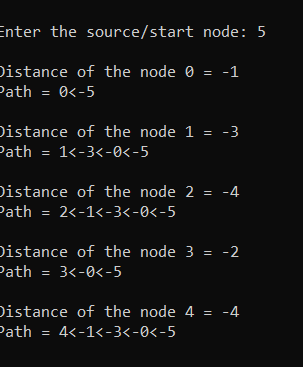 Enter the source/start node: 5
Distance of the node 0 = -1
Path = 0<-5
Distance of the node 1 = -3
Path = 1<-3<-0<-5
Distance of the node 2 = -4
Path = 2<-1<-3<-0<-5
Distance of the node 3 = -2
Path = 3<-0<-5
Distance of the node 4 = -4
Path = 4<-1<-3<-0<-5